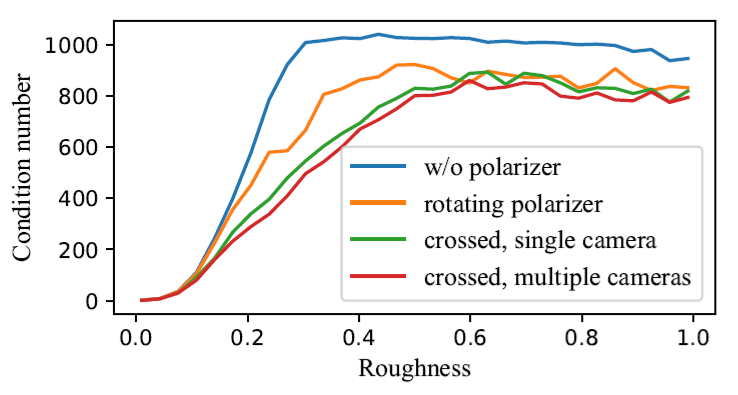 1000
800
600
400
200
0
Condition number
w/o polarizer
rotating polarizer
crossed, single camera
crossed, multiple cameras
0.0 0.2 0.4 0.6 0.8 1.0
Roughness